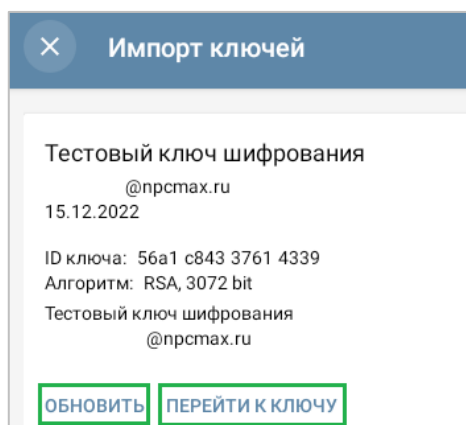 Импорт ключей
Тестовый ключ шифрования
@npcmax.ru
15.12.2022
ID ключа: 56a1 c843 3761 4339
Алгоритм: RSA, 3072 bit
Тестовый ключ шифрования
@npcmax.ru
ОБНОВИТЬ ПЕРЕЙТИ К КЛЮЧУ